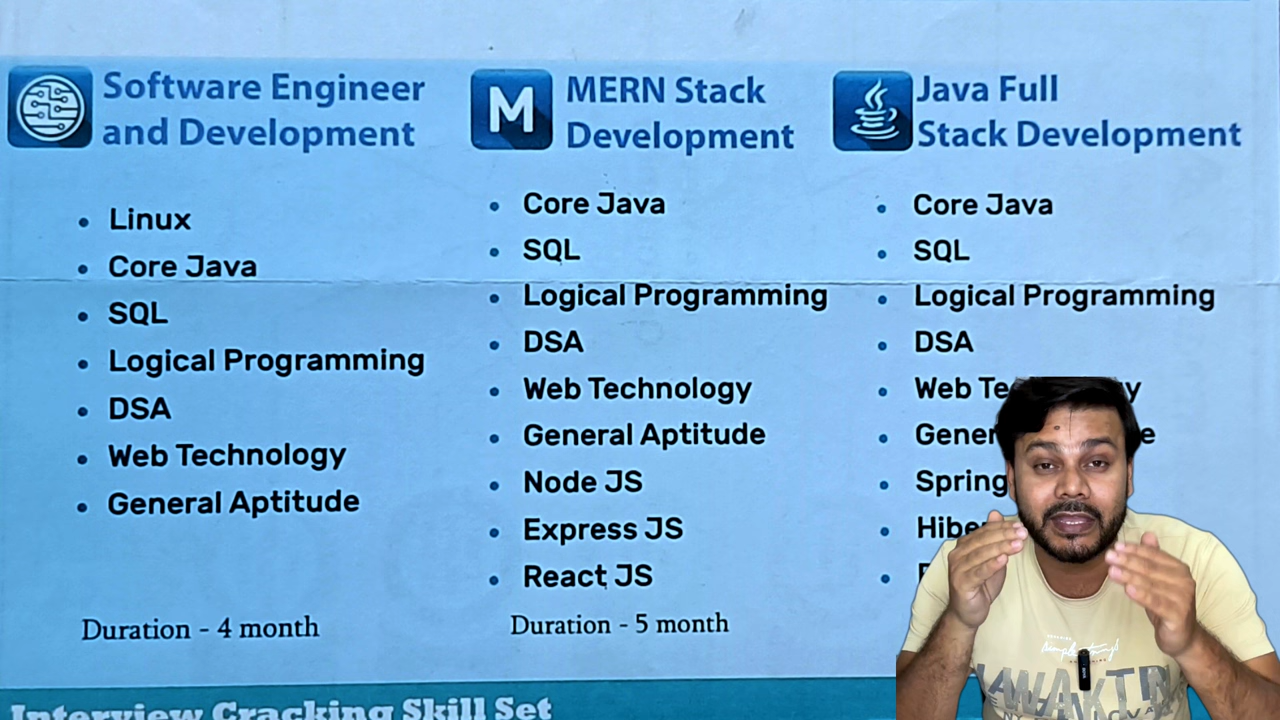 Software Engineer
and Development
Linux
Core Java
SQL
Logical Programming
DSA
Web Technology
General Aptitude
Duration - 4 month
M
MERN Stack
Development
Core Java
SQL
Logical Programming
DSA
Web Technology
General Aptitude
Node JS
Express JS
React JS
Duration - 5 month
Java Full
Stack Development
Core Java
SQL
Logical Programming
DSA
Web
Spring
Interview Cracking Skill Set